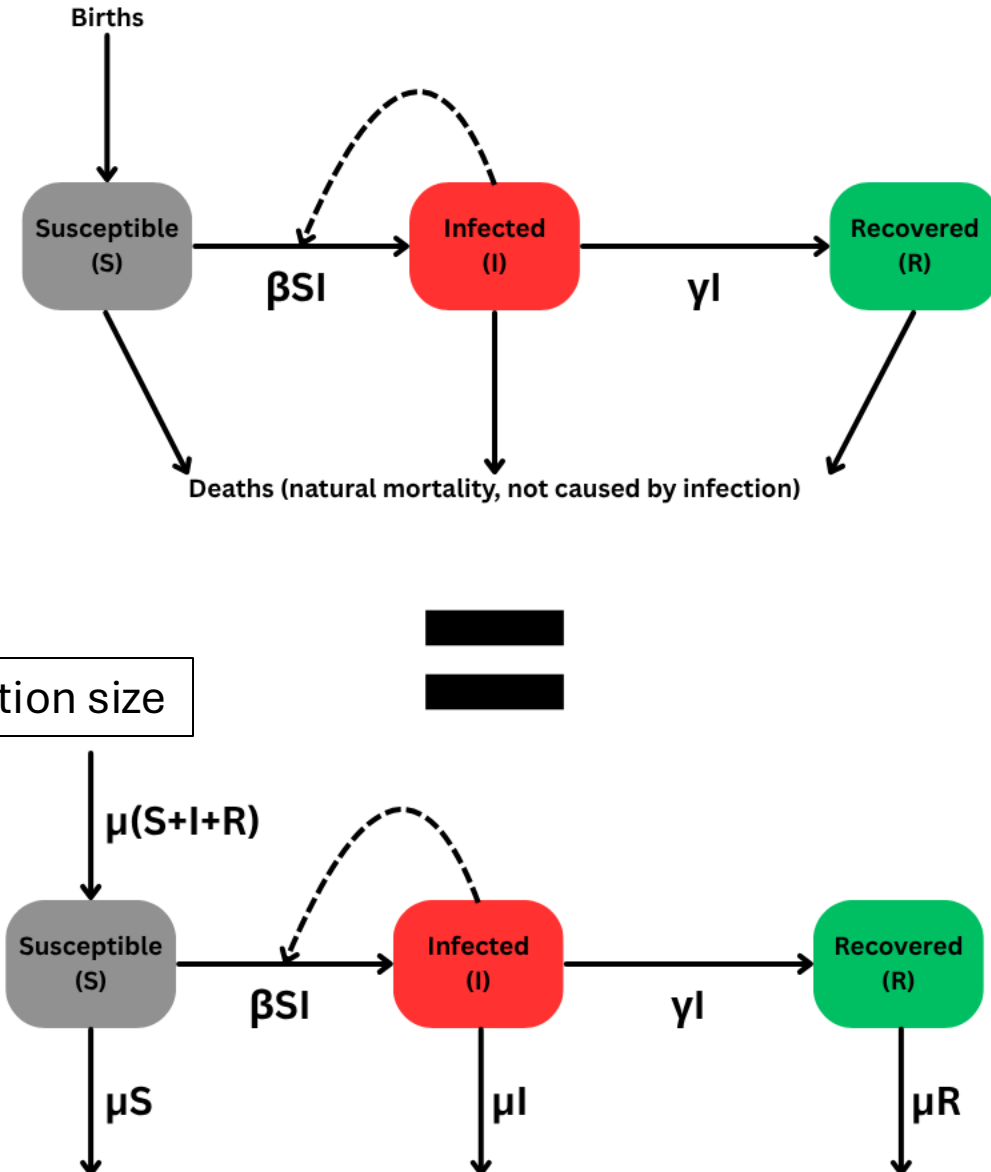 Births
Susceptible
(S)
Infected
(I)
Recovered
(R)
βSI
γI
Deaths (natural mortality, not caused by infection)
tion size
μ(S+I+R)
Susceptible
(S)
Infected
(I)
Recovered
(R)
βSI
γI
μS
μI
μR